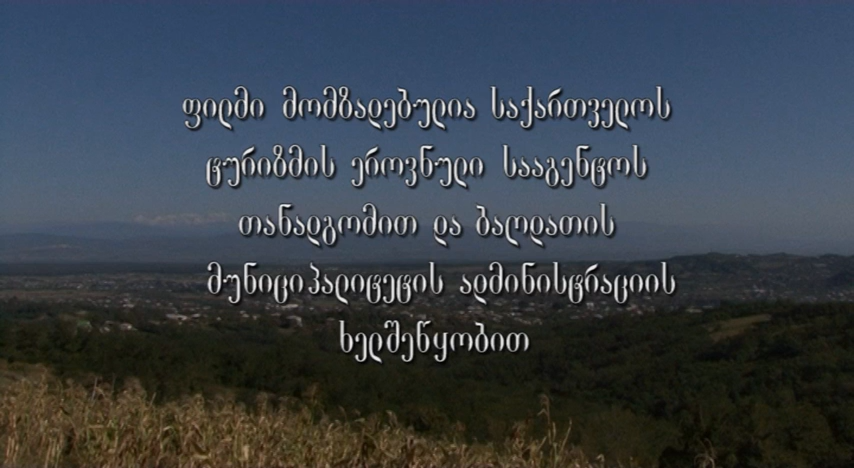 ფილმი მომზადებულია საქართველოს
ტურიზმის ეროვნული სააგენტოს
თანადგომით და ბაღდათის
მუნიციპალიტეტის ადმინისტრაციის
ხელშეწყობით